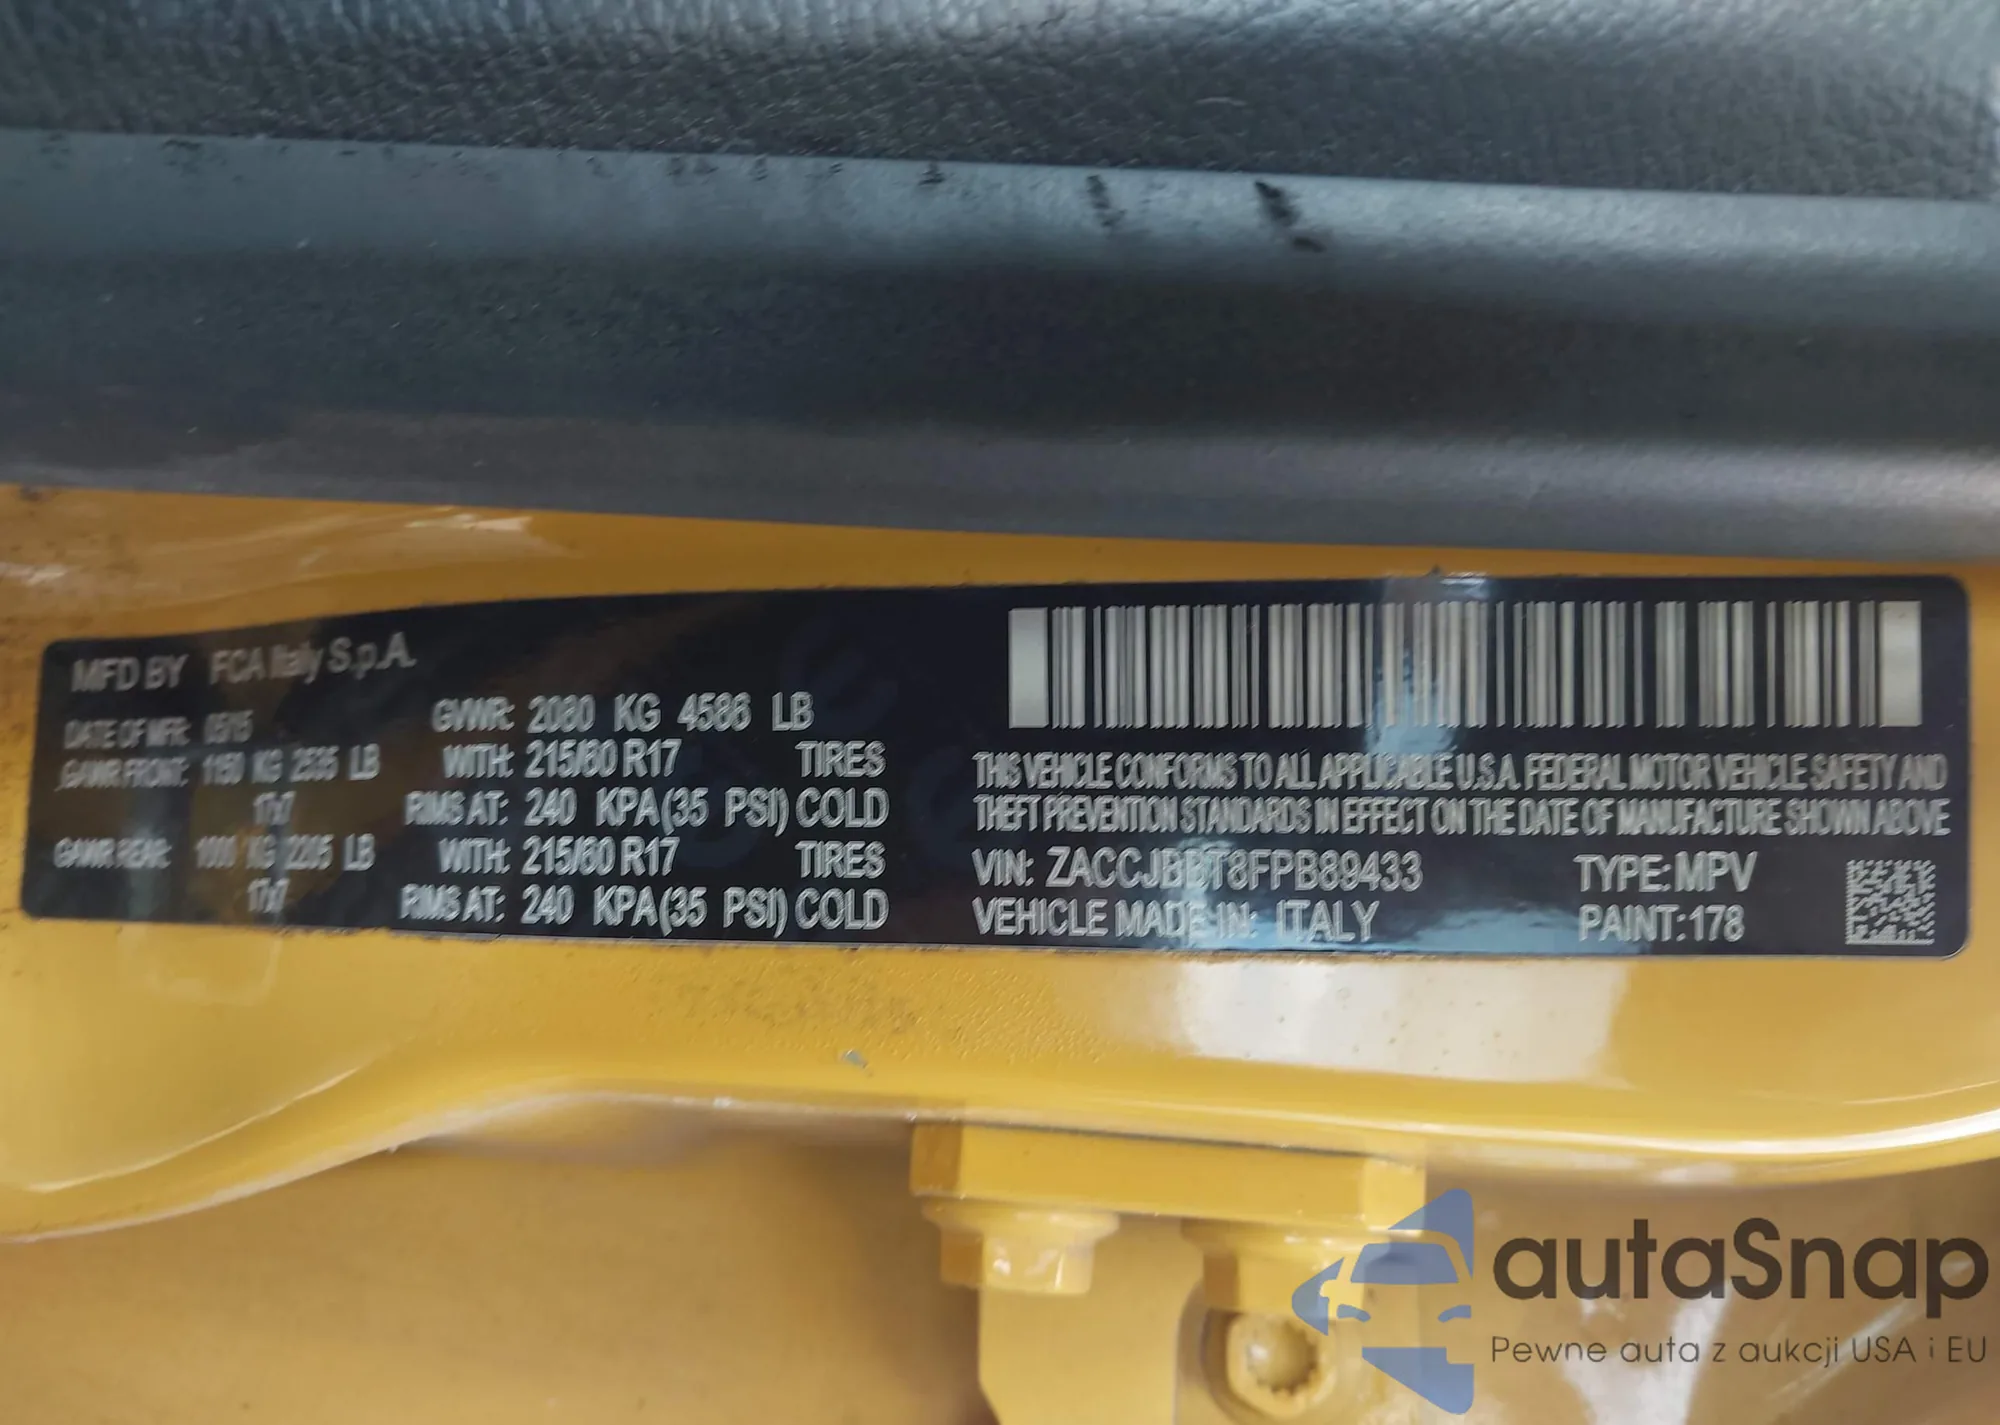 MFD BY FCA Italy S.p.A.
DATE OF MFR: 05/15 GVWR: 2080 KG 4586 LB
GAWR FRONT: 1150 KG 2535 LB WITH: 215/60 R17 TIRES
17x7 RIMS AT: 240 KPA(35 PSI) COLD
GAWR REAR: 1000 KG 2205 LB WITH: 215/60 R17 TIRES
17x7 RIMS AT: 240 KPA(35 PSI) COLD
THIS VEHICLE CONFORMS TO ALL APPLICABLE U.S.A. FEDERAL MOTOR VEHICLE SAFETY AND
THEFT PREVENTION STANDARDS IN EFFECT ON THE DATE OF MANUFACTURE SHOWN ABOVE
VIN: ZACCJBBT8FPB89433 TYPE: MPV
VEHICLE MADE IN: ITALY PAINT: 178
autaSnap
Pewne auta z aukcji USA i EU